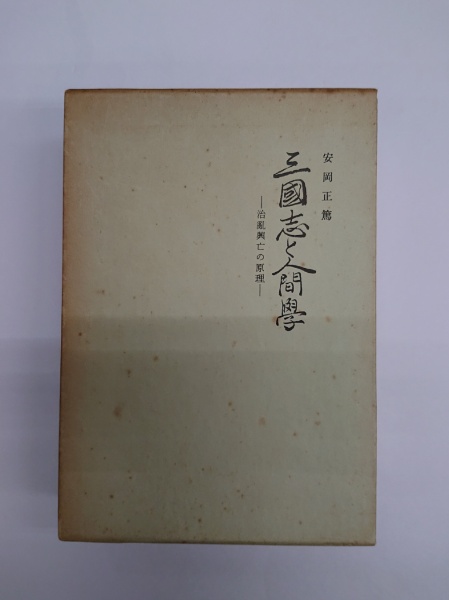 安岡正篤
三國志と人間學
―治亂興亡の原理―